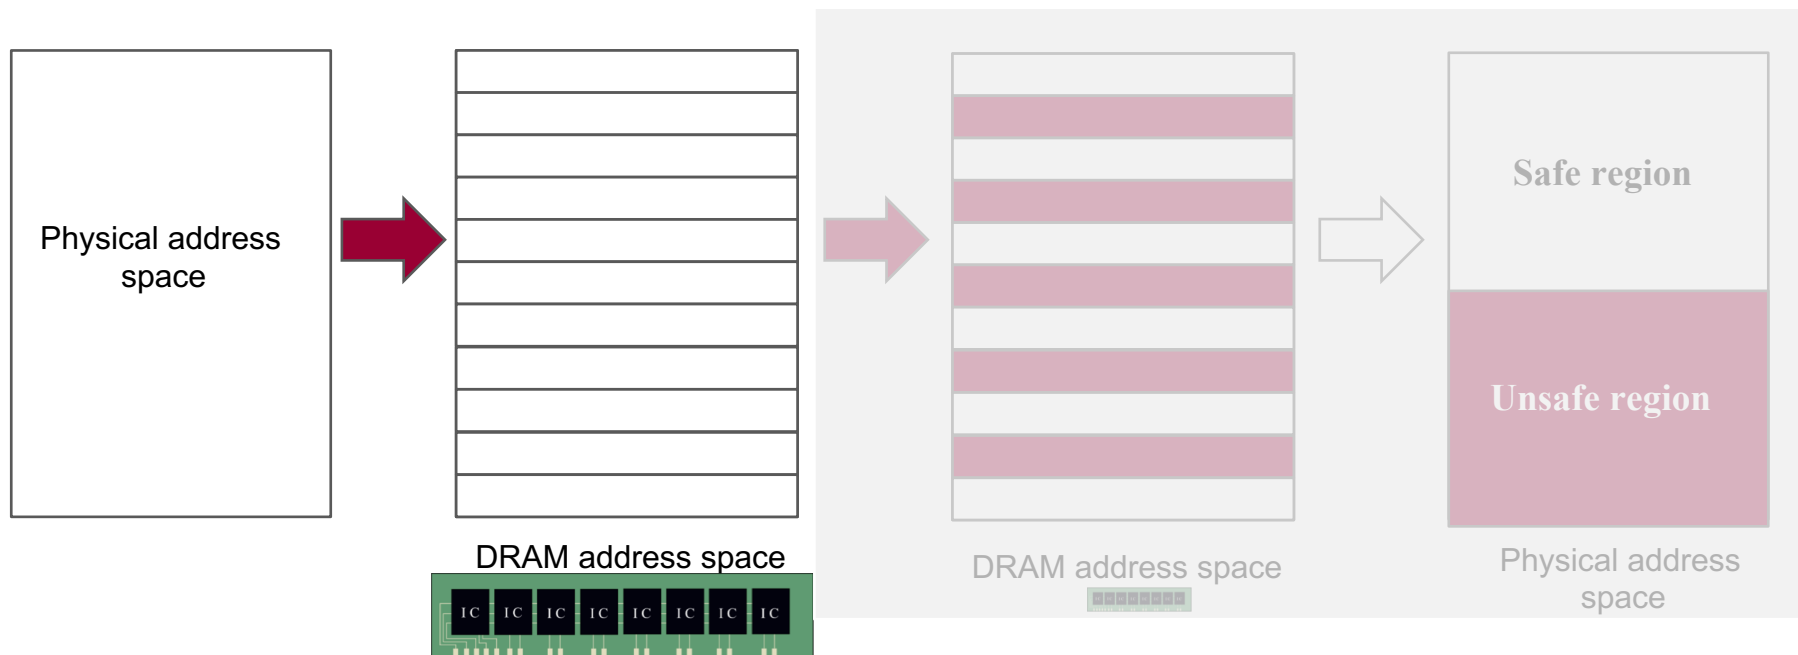 Physical address
space
DRAM address space
IC IC IC IC IC IC IC IC
DRAM address space
Safe region
Unsafe region
Physical address
space